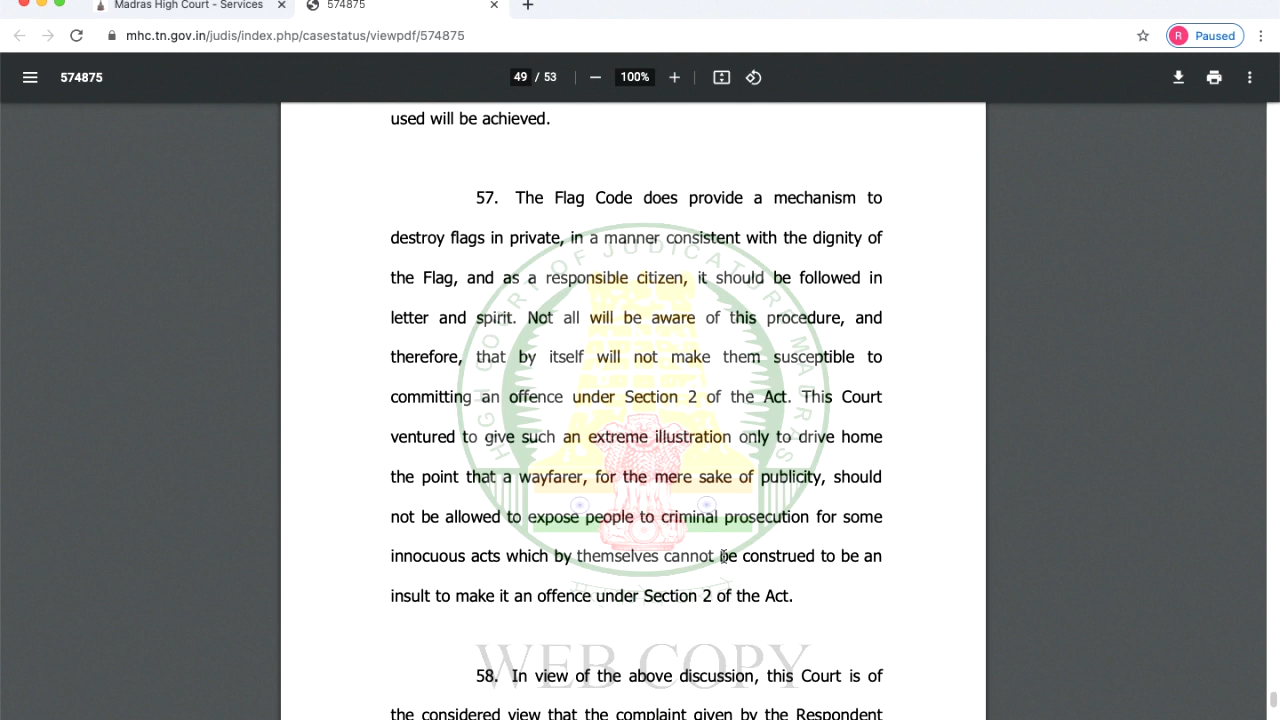 Madras High Court - Services
574875
mhc.tn.gov.in/judis/index.php/casestatus/viewpdf/574875
R Paused
574875
49 / 53
100%
used will be achieved.
57. The Flag Code does provide a mechanism to
destroy flags in private, in a manner consistent with the dignity of
the Flag, and as a responsible citizen, it should be followed in
letter and spirit. Not all will be aware of this procedure, and
therefore, that by itself will not make them susceptible to
committing an offence under Section 2 of the Act. This Court
ventured to give such an extreme illustration only to drive home
the point that a wayfarer, for the mere sake of publicity, should
not be allowed to expose people to criminal prosecution for some
innocuous acts which by themselves cannot be construed to be an
insult to make it an offence under Section 2 of the Act.
HIGH COURT OF JUDICATURE MADRAS
WEB COPY
58. In view of the above discussion, this Court is of
the considered view that the complaint given by the Respondent